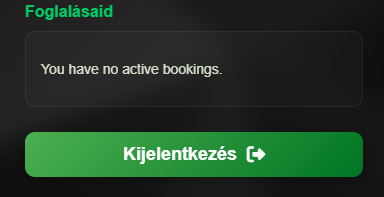 Foglalásaid
You have no active bookings.
Kijelentkezés